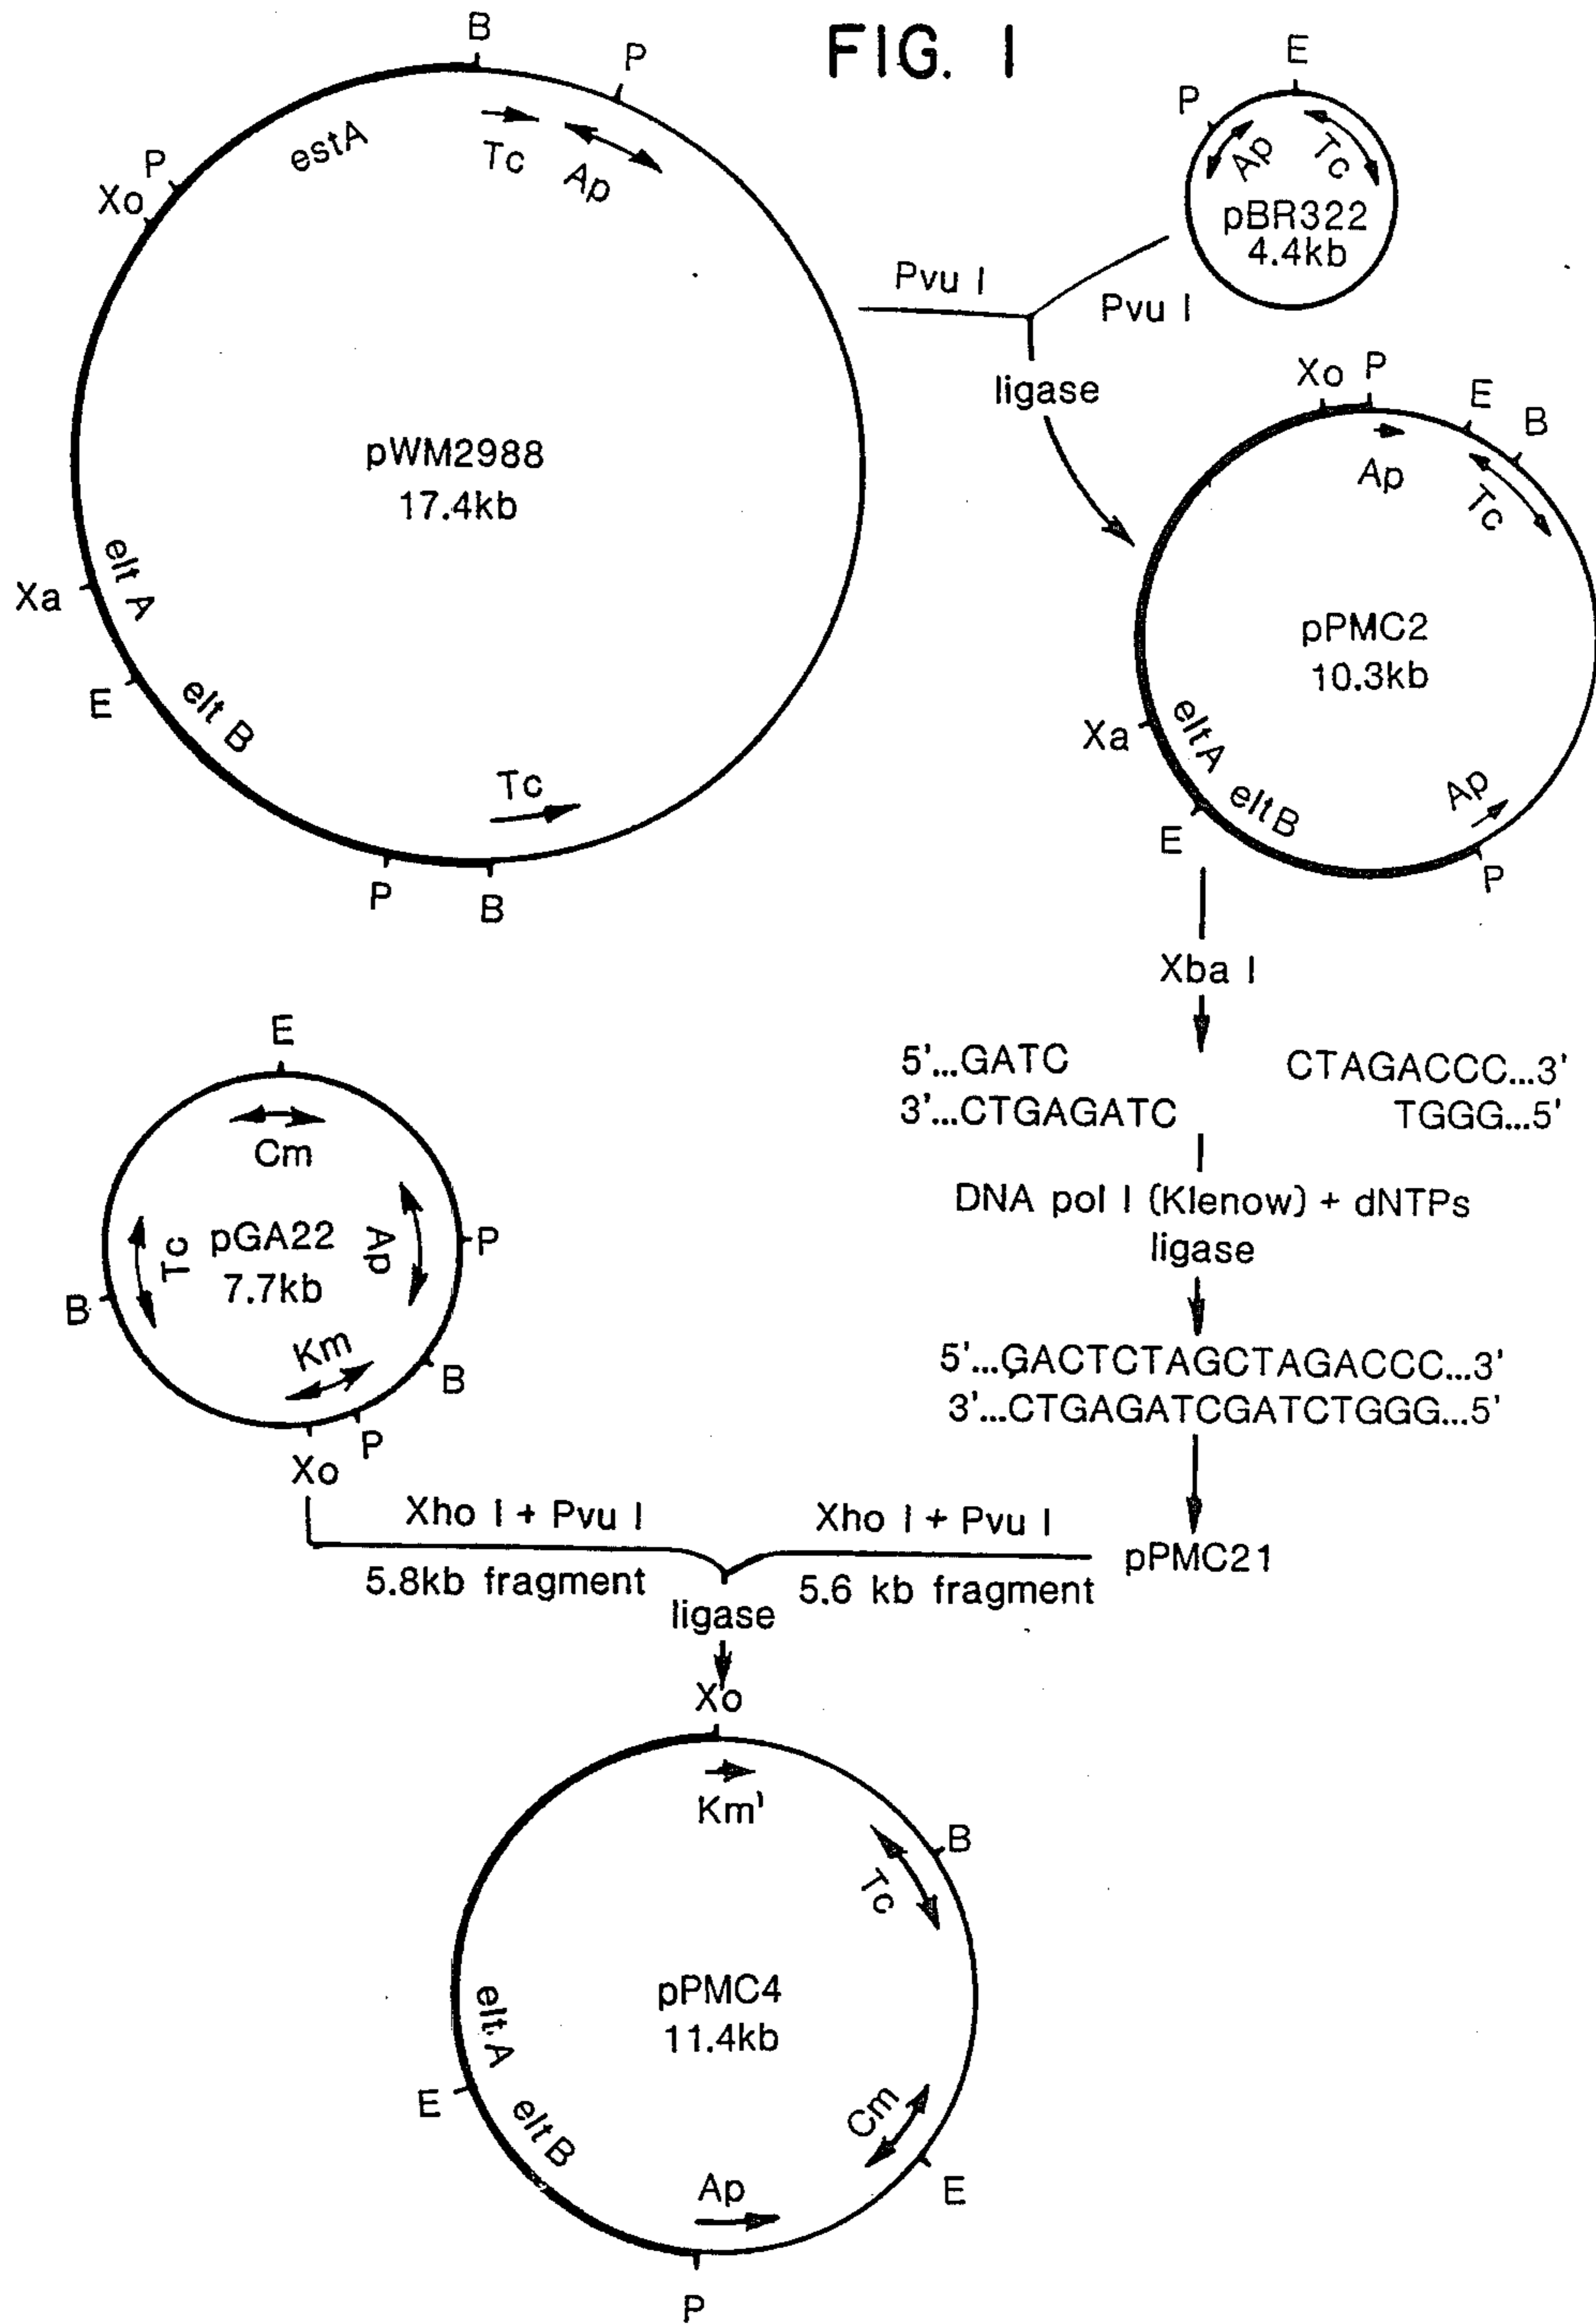 FIG. 1
B
P
estA
Tc
Ap
P
Xo
pWM2988
17.4kb
elt A
Xa
E
elt B
Tc
P
B
E
P
Ap
Tc
pBR322
4.4kb
Pvu I
Pvu I
ligase
Xo
P
E
B
Ap
Tc
pPMC2
10.3kb
Xa
eltA
eltB
E
Ap
P
Xba I
5'...GATC CTAGACCC...3'
3'...CTGAGATC TGGG...5'
DNA pol I (Klenow) + dNTPs
ligase
5'...GACTCTAGCTAGACCC...3'
3'...CTGAGATCGATCTGGG...5'
pPMC21
E
Cm
Tc
pGA22
7.7kb
Ap
P
B
Km
B
P
Xo
Xho I + Pvu I
5.8kb fragment
Xho I + Pvu I
5.6 kb fragment
ligase
Xo
Km'
B
Tc
pPMC4
11.4kb
elt A
E
elt B
Cm
E
Ap
P